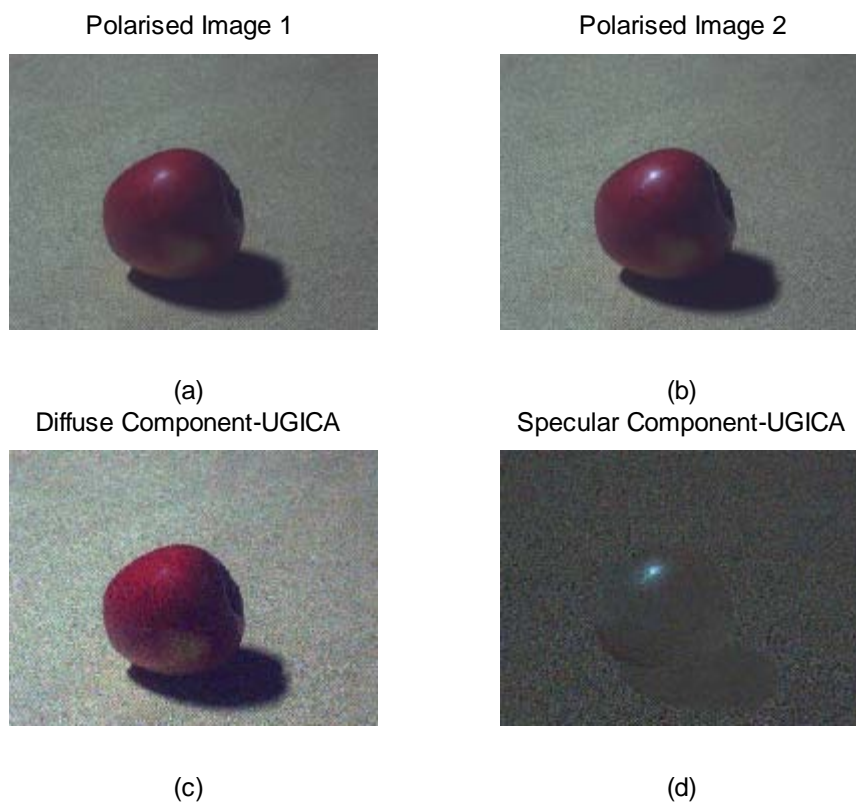 Polarised Image 1
Polarised Image 2
(a)
(b)
Diffuse Component-UGICA
Specular Component-UGICA
(c)
(d)